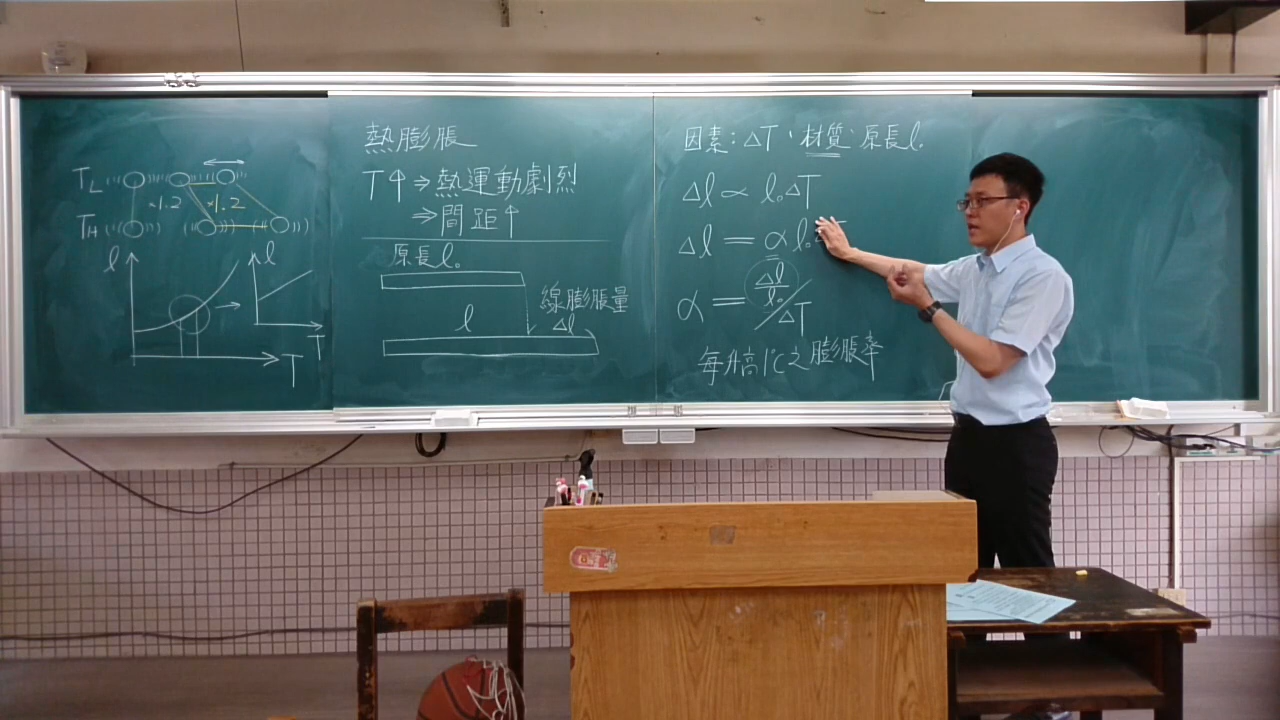 T_L
×1.2 ×1.2
T_H
l
T
l
T
熱膨脹
T↑⇒熱運動劇烈
⇒間距↑
原長l₀
線膨脹量
l Δl
因素：ΔT、材質、原長l₀
Δl ∝ l₀ΔT
Δl = αl₀
α = Δl/l₀/ΔT
每升高1℃之膨脹率